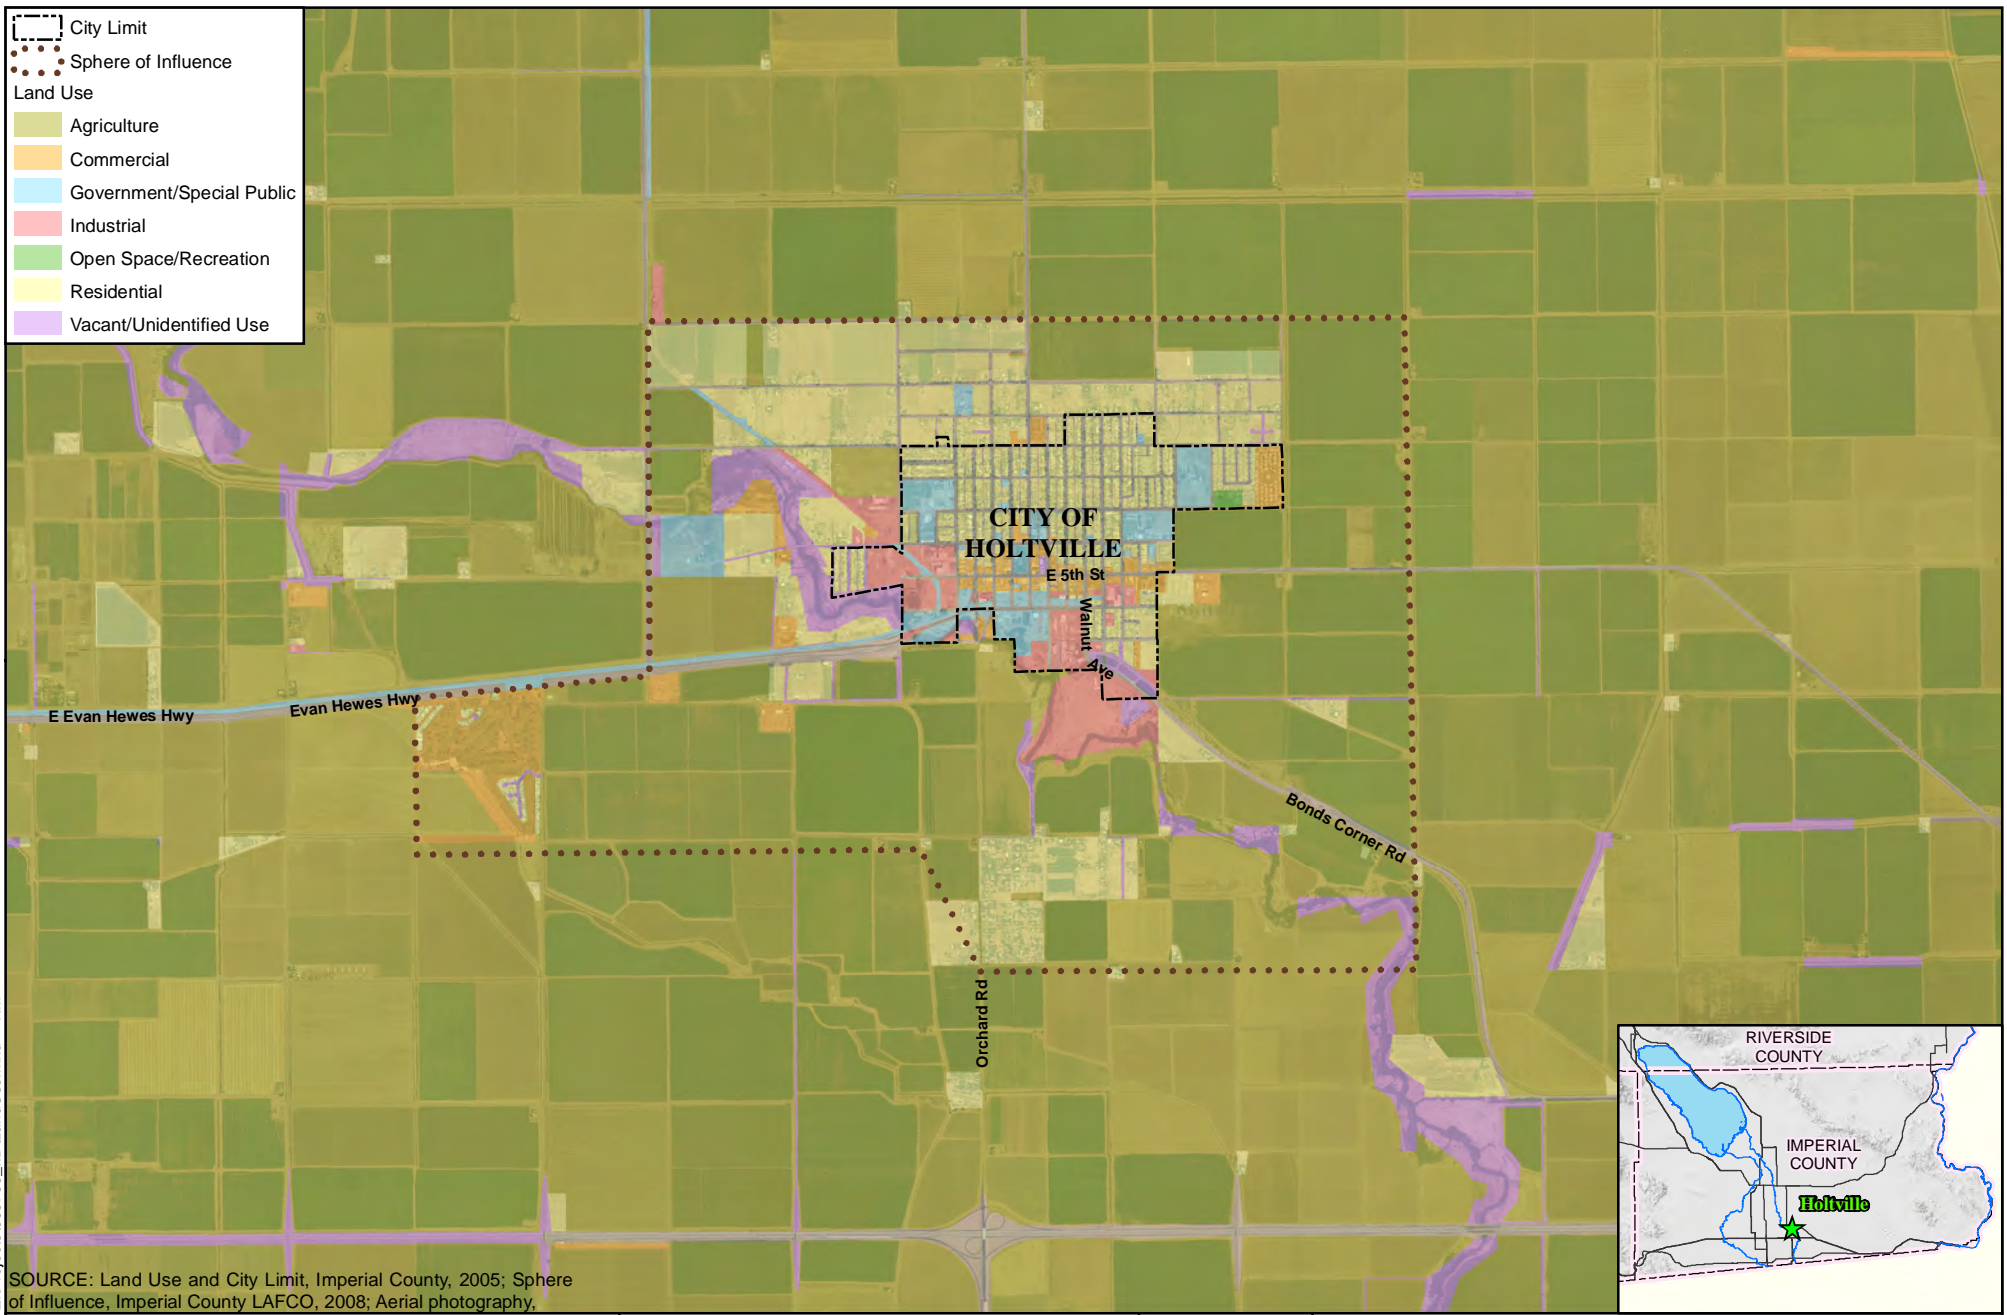 City Limit
Sphere of Influence
Land Use
Agriculture
Commercial
Government/Special Public
Industrial
Open Space/Recreation
Residential
Vacant/Unidentified Use
CITY OF
HOLTVILLE
E 5th St
Walnut
Ave
Evan Hewes Hwy
E Evan Hewes Hwy
Bonds Corner Rd
Orchard Rd
RIVERSIDE
COUNTY
IMPERIAL
COUNTY
Holtville
SOURCE: Land Use and City Limit, Imperial County, 2005; Sphere
of Influence, Imperial County LAFCO, 2008; Aerial photography,